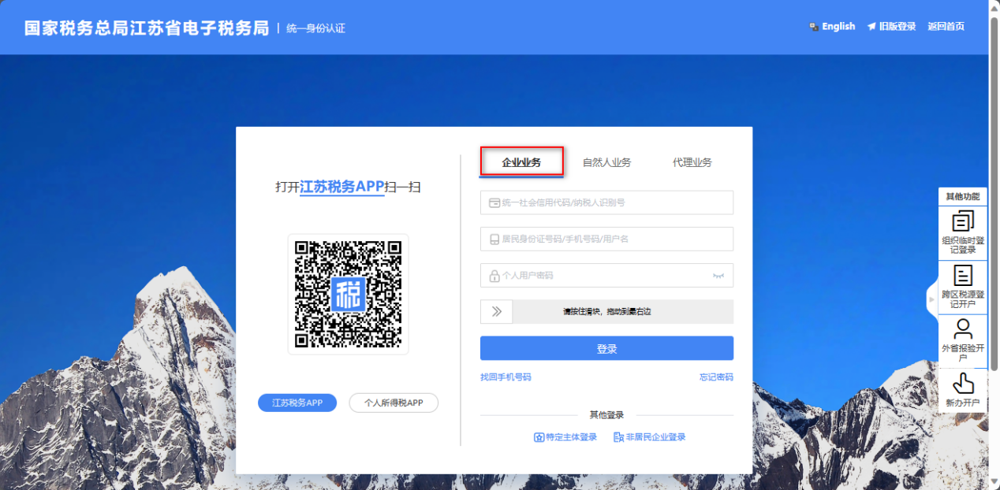 国家税务总局江苏省电子税务局 | 统一身份认证
English 旧版登录 返回首页
打开江苏税务APP扫一扫
税
江苏税务APP 个人所得税APP
企业业务 自然人业务 代理业务
统一社会信用代码/纳税人识别号
居民身份证号码/手机号码/用户名
个人用户密码
请按住滑块，拖动到最右边
登录
找回手机号码 忘记密码
其他登录
特定主体登录 非居民企业登录
其他功能
组织临时登
记登录
跨区税源登
记开户
外省报验开
户
新办开户